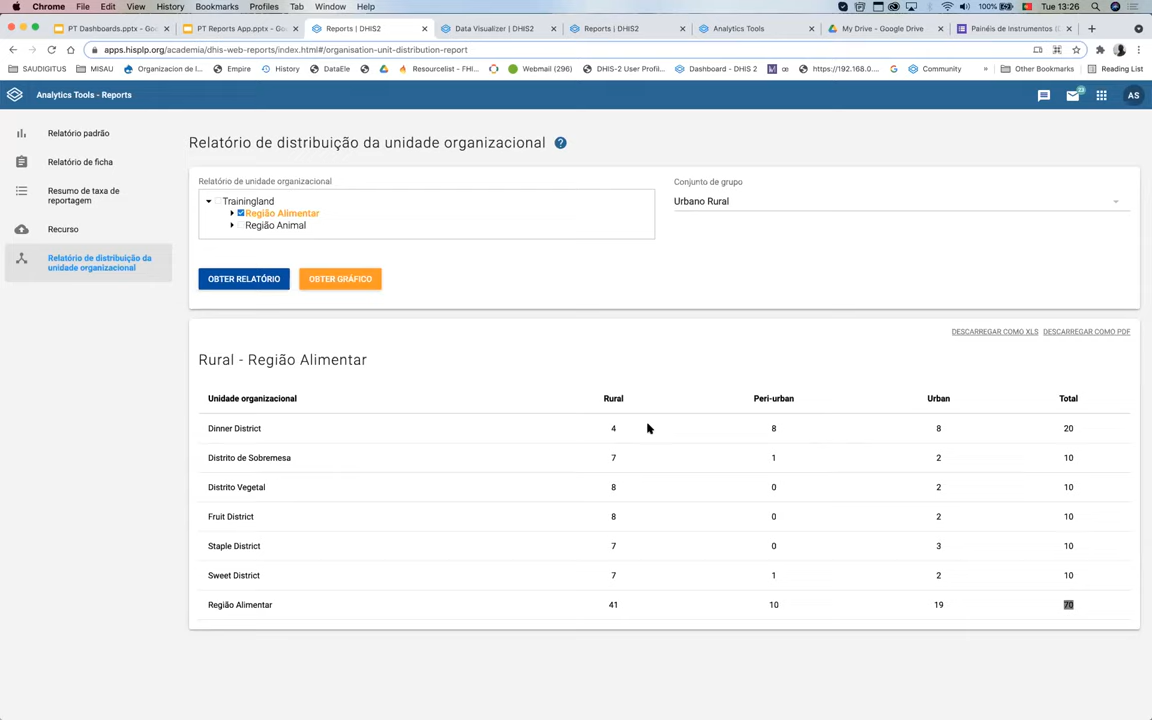 Chrome File Edit View History Bookmarks Profiles Tab Window Help 100% Tue 13:26
PT Dashboards.pptx - Goo PT Reports App.pptx - Goo Reports | DHIS2 Data Visualizer | DHIS2 Reports | DHIS2 Analytics Tools My Drive - Google Drive Painéis de Instrumentos (D
apps.hisplp.org/academia/dhis-web-reports/index.html#/organisation-unit-distribution-report
SAUDIGITUS MISAU Organizacion de I... Empire History DataEle Resourcelist - FHI... Webmail (296) DHIS-2 User Profil... Dashboard - DHIS 2 https://192.168.0.... Community » Other Bookmarks Reading List
Analytics Tools - Reports 23 AS
Relatório padrão
Relatório de ficha
Resumo de taxa de
reportagem
Recurso
Relatório de distribuição da
unidade organizacional
Relatório de distribuição da unidade organizacional ?
Relatório de unidade organizacional
Trainingland
Região Alimentar
Região Animal
Conjunto de grupo
Urbano Rural
OBTER RELATÓRIO OBTER GRÁFICO
DESCARREGAR COMO XLS DESCARREGAR COMO PDF
Rural - Região Alimentar
Unidade organizacional Rural Peri-urban Urban Total
Dinner District 4 8 8 20
Distrito de Sobremesa 7 1 2 10
Distrito Vegetal 8 0 2 10
Fruit District 8 0 2 10
Staple District 7 0 3 10
Sweet District 7 1 2 10
Região Alimentar 41 10 19 70